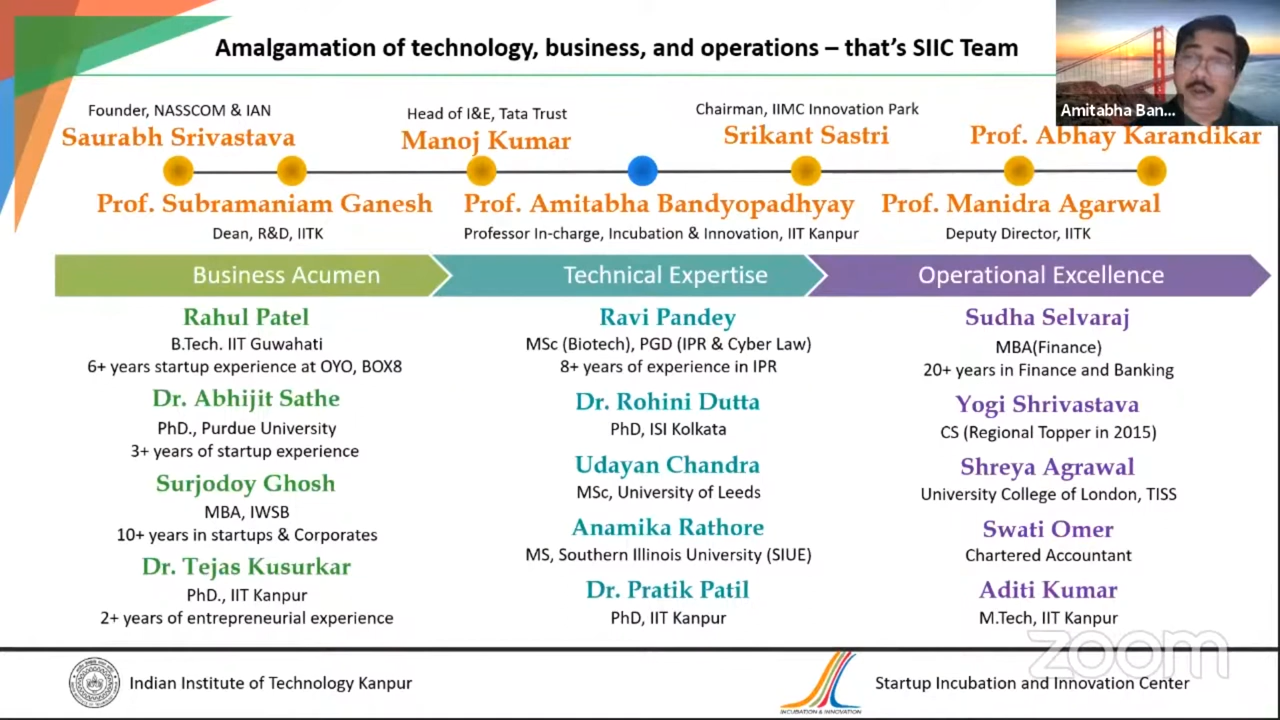 Amalgamation of technology, business, and operations – that's SIIC Team
Amitabha Ban...
Founder, NASSCOM & IAN
Saurabh Srivastava
Head of I&E, Tata Trust
Manoj Kumar
Chairman, IIMC Innovation Park
Srikant Sastri
Prof. Abhay Karandikar
Prof. Subramaniam Ganesh
Dean, R&D, IITK
Prof. Amitabha Bandyopadhyay
Professor In-charge, Incubation & Innovation, IIT Kanpur
Prof. Manidra Agarwal
Deputy Director, IITK
Business Acumen
Rahul Patel
B.Tech. IIT Guwahati
6+ years startup experience at OYO, BOX8
Dr. Abhijit Sathe
PhD., Purdue University
3+ years of startup experience
Surjodoy Ghosh
MBA, IWSB
10+ years in startups & Corporates
Dr. Tejas Kusurkar
PhD., IIT Kanpur
2+ years of entrepreneurial experience
Technical Expertise
Ravi Pandey
MSc (Biotech), PGD (IPR & Cyber Law)
8+ years of experience in IPR
Dr. Rohini Dutta
PhD, ISI Kolkata
Udayan Chandra
MSc, University of Leeds
Anamika Rathore
MS, Southern Illinois University (SIUE)
Dr. Pratik Patil
PhD, IIT Kanpur
Operational Excellence
Sudha Selvaraj
MBA(Finance)
20+ years in Finance and Banking
Yogi Shrivastava
CS (Regional Topper in 2015)
Shreya Agrawal
University College of London, TISS
Swati Omer
Chartered Accountant
Aditi Kumar
M.Tech, IIT Kanpur
zoom
Indian Institute of Technology Kanpur
INCUBATION & INNOVATION
Startup Incubation and Innovation Center